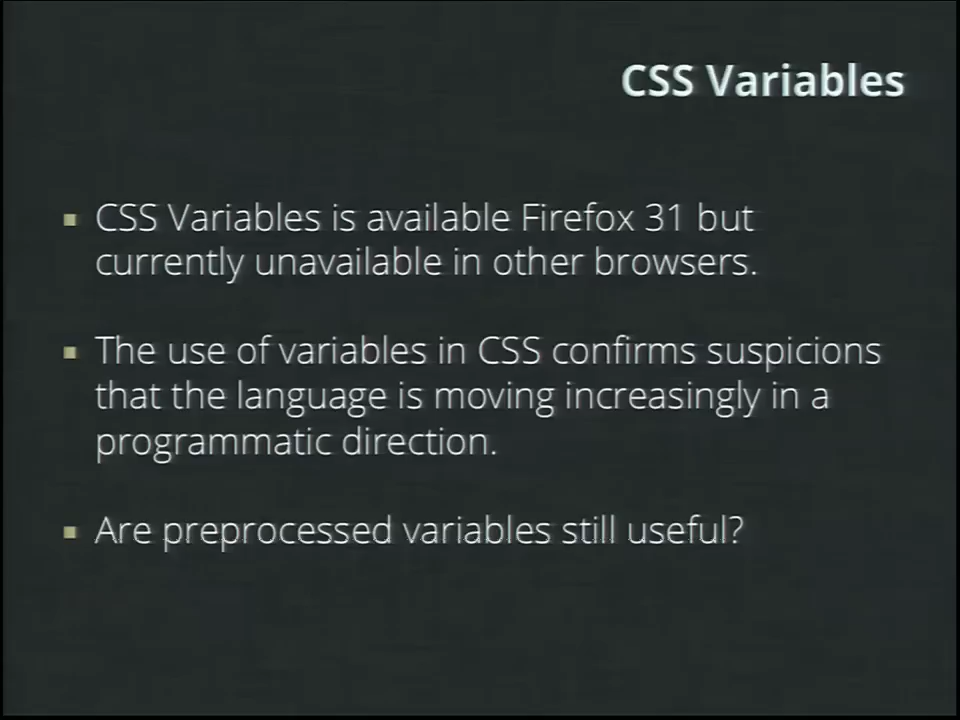 CSS Variables
CSS Variables is available Firefox 31 but
currently unavailable in other browsers.
The use of variables in CSS confirms suspicions
that the language is moving increasingly in a
programmatic direction.
Are preprocessed variables still useful?